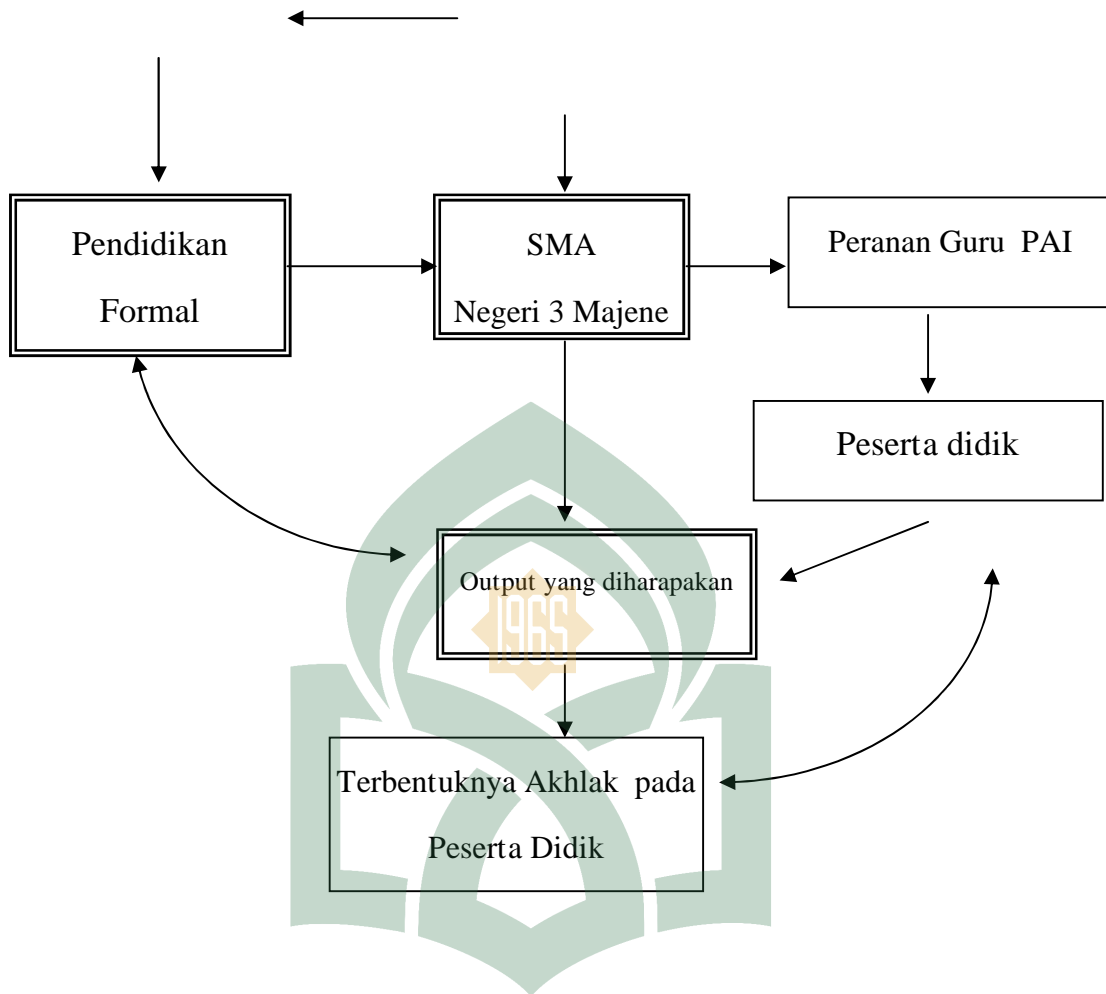 Pendidikan
Formal
SMA
Negeri 3 Majene
Peranan Guru  PAI
Peserta didik
Output yang diharapakan
1965
Terbentuknya Akhlak  pada
Peserta Didik